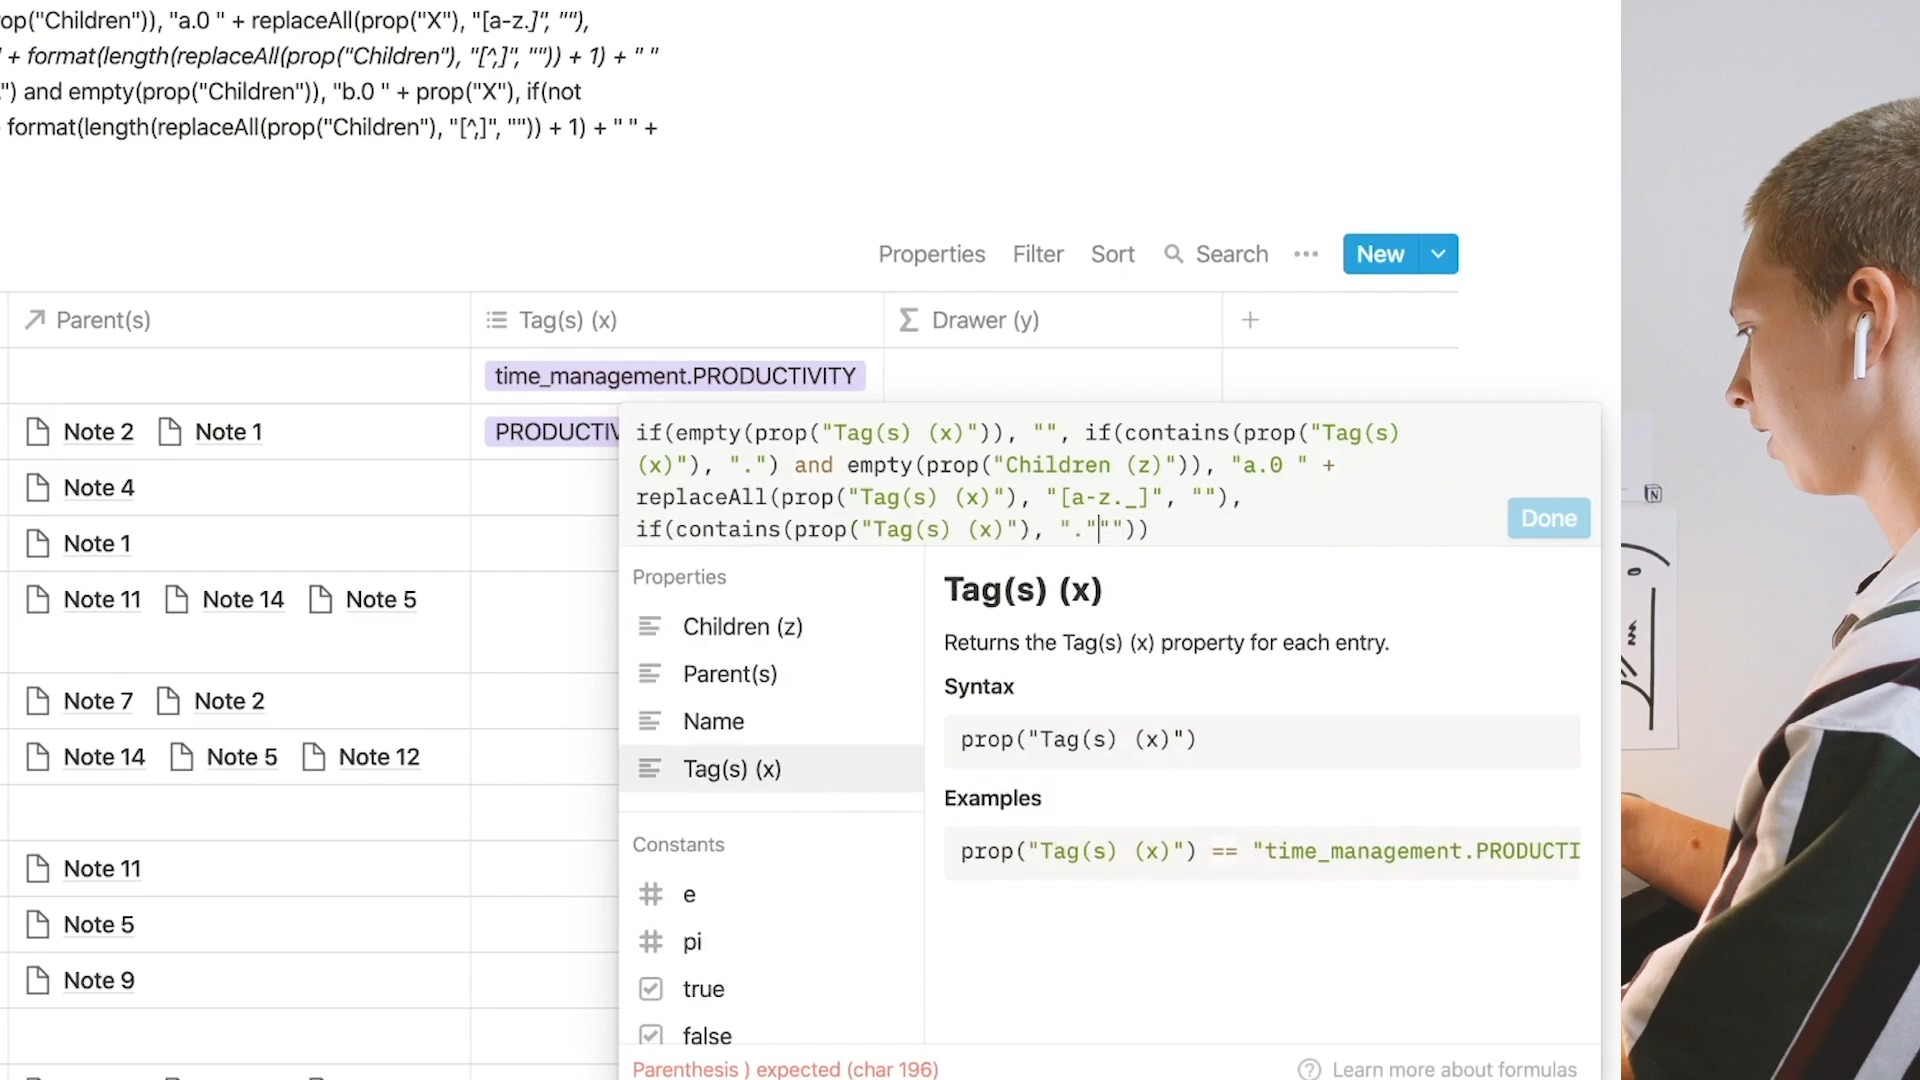 op("Children")), "a.0 " + replaceAll(prop("X"), "[a-z.]", ""),
" + format(length(replaceAll(prop("Children"), "[^,]", "")) + 1) + " "
.") and empty(prop("Children")), "b.0 " + prop("X"), if(not
format(length(replaceAll(prop("Children"), "[^,]", "")) + 1) + " " +
Properties Filter Sort Search ••• New
Parent(s) Tag(s) (x) Σ Drawer (y) +
time_management.PRODUCTIVITY
Note 2 Note 1 PRODUCTIV
Note 4
Note 1
Note 11 Note 14 Note 5
Note 7 Note 2
Note 14 Note 5 Note 12
Note 11
Note 5
Note 9
if(empty(prop("Tag(s) (x)")), "", if(contains(prop("Tag(s)
(x)"), ".") and empty(prop("Children (z)")), "a.0 " +
replaceAll(prop("Tag(s) (x)"), "[a-z._]", ""),
if(contains(prop("Tag(s) (x)"), "."""))
Done
Properties
Children (z)
Parent(s)
Name
Tag(s) (x)
Constants
e
pi
true
false
Tag(s) (x)
Returns the Tag(s) (x) property for each entry.
Syntax
prop("Tag(s) (x)")
Examples
prop("Tag(s) (x)") == "time_management.PRODUCTI
Parenthesis ) expected (char 196)
Learn more about formulas